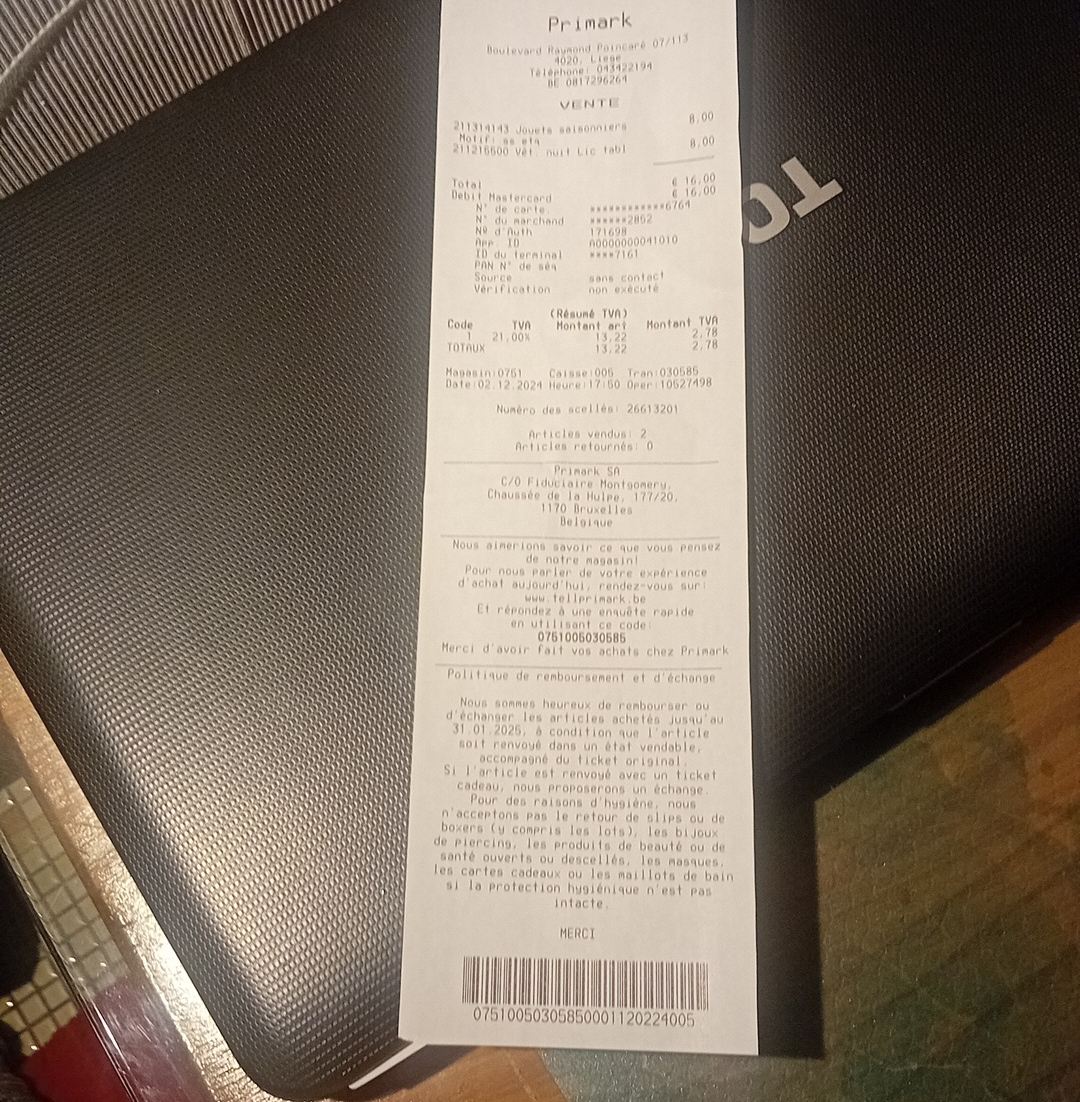 Primark
Boulevard Raymond Poincaré 07/113
4020, Liege
Téléphone: 043422194
BE 0817296264
VENTE
211314143 Jouets saisonniers 8,00
Motif:
211215500 Vêt. nuit Lic tabl 8,00
Total € 16,00
Débit Mastercard € 16,00
N° de carte. ************6764
N° du marchand ******2852
Nº d'Auth 171698
App. ID A0000000041010
ID du terminal ****7161
PAN N° de séq
Source sans contact
Vérification non exécuté
(Résumé TVA)
Code TVA Montant art Montant TVA
1 21,00% 13,22 2,78
TOTAUX 13,22 2,78
Magasin:0751 Caisse:005 Tran:030585
Date:02.12.2024 Heure:17:50 Oper:10527498
Numéro des scellés: 26613201
Articles vendus: 2
Articles retournés: 0
Primark SA
C/O Fiduciaire Montgomery,
Chaussée de la Hulpe, 177/20,
1170 Bruxelles
Belgique
Nous aimerions savoir ce que vous pensez
de notre magasin!
Pour nous parler de votre expérience
d'achat aujourd'hui, rendez-vous sur:
www.tellprimark.be
Et répondez à une enquête rapide
en utilisant ce code:
0751005030585
Merci d'avoir fait vos achats chez Primark
Politique de remboursement et d'échange
Nous sommes heureux de rembourser ou
d'échanger les articles achetés jusqu'au
31.01.2025, à condition que l'article
soit renvoyé dans un état vendable,
accompagné du ticket original.
Si l'article est renvoyé avec un ticket
cadeau, nous proposerons un échange.
Pour des raisons d'hygiène, nous
n'acceptons pas le retour de slips ou de
boxers (y compris les lots), les bijoux
de piercing, les produits de beauté ou de
santé ouverts ou descellés, les masques,
les cartes cadeaux ou les maillots de bain
si la protection hygiénique n'est pas
intacte.
MERCI
07510050305850001120224005
TO